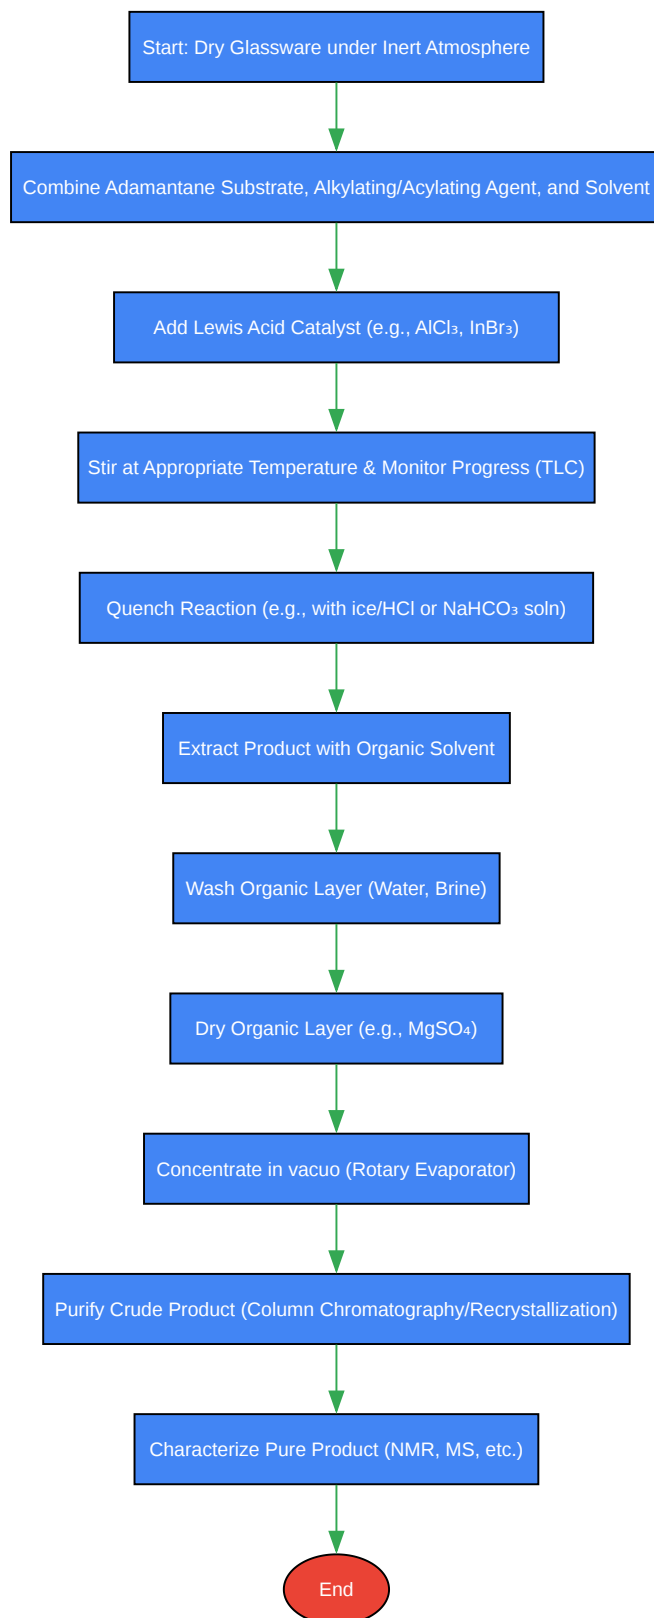 Start: Dry Glassware under Inert Atmosphere
Combine Adamantane Substrate, Alkylating/Acylating Agent, and Solvent
Add Lewis Acid Catalyst (e.g., AlCl₃, InBr₃)
Stir at Appropriate Temperature & Monitor Progress (TLC)
Quench Reaction (e.g., with ice/HCl or NaHCO₃ soln)
Extract Product with Organic Solvent
Wash Organic Layer (Water, Brine)
Dry Organic Layer (e.g., MgSO₄)
Concentrate in vacuo (Rotary Evaporator)
Purify Crude Product (Column Chromatography/Recrystallization)
Characterize Pure Product (NMR, MS, etc.)
End